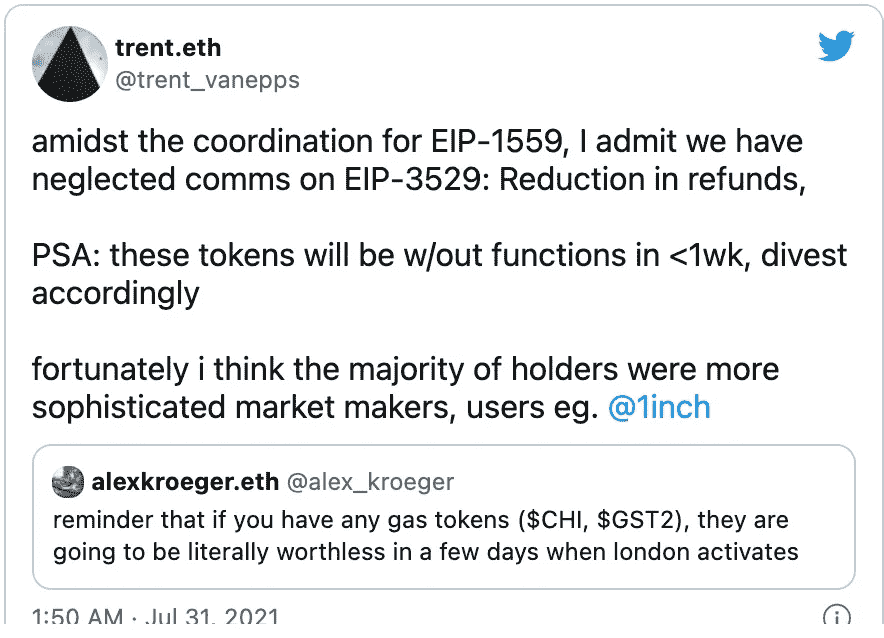 trent.eth
@trent_vanepps
amidst the coordination for EIP-1559, I admit we have
neglected comms on EIP-3529: Reduction in refunds,
PSA: these tokens will be w/out functions in <1wk, divest
accordingly
fortunately i think the majority of holders were more
sophisticated market makers, users eg. @1inch
alexkroeger.eth @alex_kroeger
reminder that if you have any gas tokens ($CHI, $GST2), they are
going to be literally worthless in a few days when london activates
1:50 AM · Jul 31, 2021